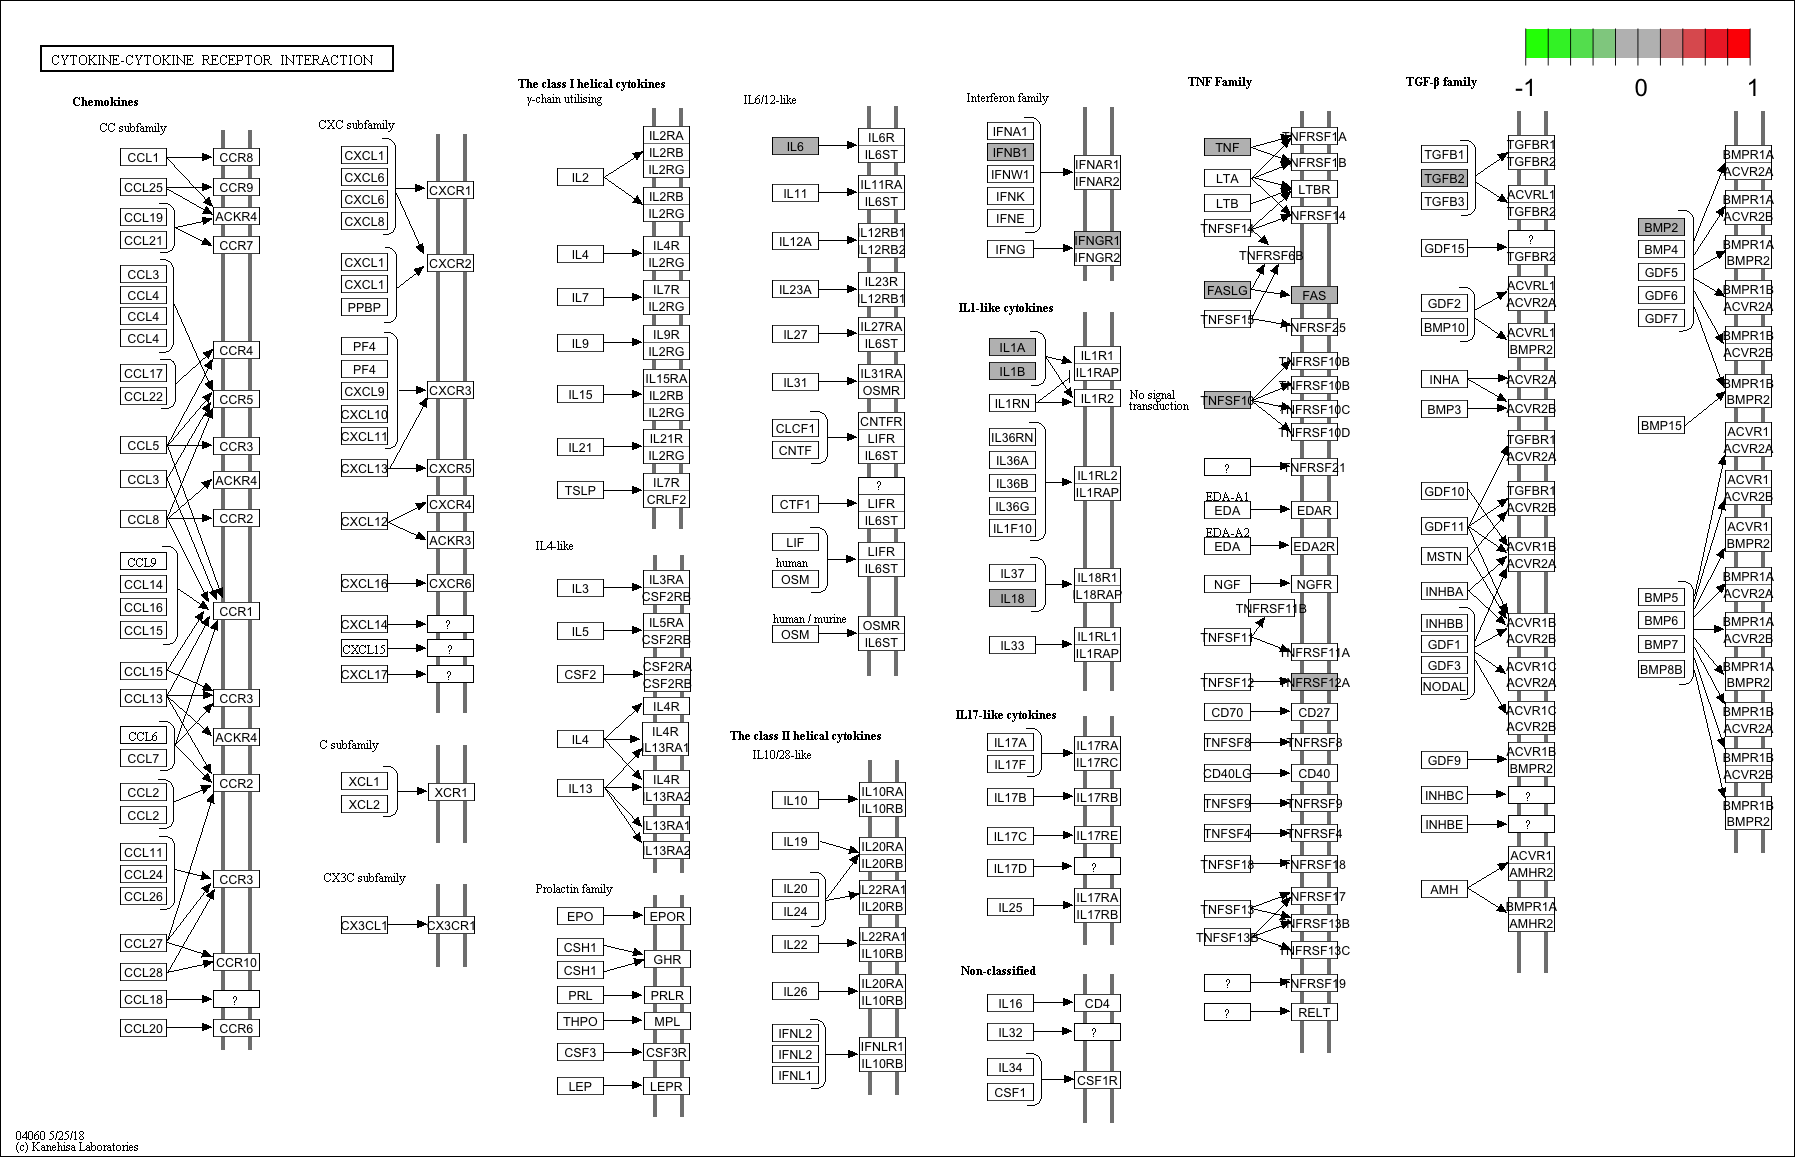 CYTOKINE-CYTOKINE RECEPTOR INTERACTION
-1
0
1
Chemokines
CC subfamily
CCL1
CCL25
CCL19
CCL21
CCL3
CCL4
CCL4
CCL4
CCL17
CCL22
CCL5
CCL3
CCL8
CCL9
CCL14
CCL16
CCL15
CCL15
CCL13
CCL6
CCL7
CCL2
CCL2
CCL11
CCL24
CCL26
CCL27
CCL28
CCL18
CCL20
CCR8
CCR9
ACKR4
CCR7
CCR4
CCR5
CCR3
ACKR4
CCR2
CCR1
CCR3
ACKR4
CCR2
CCR3
CCR10
?
CCR6
CXC subfamily
CXCL1
CXCL6
CXCL6
CXCL8
CXCL1
CXCL1
PPBP
PF4
PF4
CXCL9
CXCL10
CXCL11
CXCL13
CXCL12
CXCL16
CXCL14
CXCL15
CXCL17
CXCR1
CXCR2
CXCR3
CXCR5
CXCR4
ACKR3
CXCR6
?
?
?
C subfamily
XCL1
XCL2
XCR1
CX3C subfamily
CX3CL1
CX3CR1
The class I helical cytokines
γ-chain utilising
IL2
IL4
IL7
IL9
IL15
IL21
TSLP
IL2RA
IL2RB
IL2RG
IL2RB
IL2RG
IL4R
IL2RG
IL7R
IL2RG
IL9R
IL2RG
IL15RA
IL2RB
IL2RG
IL21R
IL2RG
IL7R
CRLF2
IL4-like
IL3
IL5
CSF2
IL4
IL13
IL3RA
CSF2RB
IL5RA
CSF2RB
CSF2RA
CSF2RB
IL4R
IL4R
IL13RA1
IL4R
IL13RA2
IL13RA1
IL13RA2
Prolactin family
EPO
CSH1
CSH1
PRL
THPO
CSF3
LEP
EPOR
GHR
PRLR
MPL
CSF3R
LEPR
IL6/12-like
IL6
IL11
IL12A
IL23A
IL27
IL31
CLCF1
CNTF
CTF1
LIF
human
OSM
human / murine
OSM
IL6R
IL6ST
IL11RA
IL6ST
IL12RB1
IL12RB2
IL23R
IL12RB1
IL27RA
IL6ST
IL31RA
OSMR
CNTFR
LIFR
IL6ST
?
LIFR
IL6ST
LIFR
IL6ST
OSMR
IL6ST
The class II helical cytokines
IL10/28-like
IL10
IL19
IL20
IL24
IL22
IL26
IFNL2
IFNL2
IFNL1
IL10RA
IL10RB
IL20RA
IL20RB
IL22RA1
IL20RB
IL22RA1
IL10RB
IL20RA
IL10RB
IFNLR1
IL10RB
Interferon family
IFNA1
IFNB1
IFNW1
IFNK
IFNE
IFNG
IFNAR1
IFNAR2
IFNGR1
IFNGR2
IL1-like cytokines
IL1A
IL1B
IL1RN
IL36RN
IL36A
IL36B
IL36G
IL1F10
IL37
IL18
IL33
IL1R1
IL1RAP
IL1R2
No signal
transduction
IL1RL2
IL1RAP
IL18R1
IL18RAP
IL1RL1
IL1RAP
IL17-like cytokines
IL17A
IL17F
IL17B
IL17C
IL17D
IL25
IL17RA
IL17RC
IL17RB
IL17RE
?
IL17RA
IL17RB
Non-classified
IL16
IL32
IL34
CSF1
CD4
?
CSF1R
TNF Family
TNF
LTA
LTB
TNFSF14
FASLG
TNFSF15
TNFSF10
?
EDA-A1
EDA
EDA-A2
EDA
NGF
TNFSF11
TNFSF12
CD70
TNFSF8
CD40LG
TNFSF9
TNFSF4
TNFSF18
TNFSF13
TNFSF13B
?
?
TNFRSF1A
TNFRSF1B
LTBR
TNFRSF14
TNFRSF6B
FAS
TNFRSF25
TNFRSF10B
TNFRSF10B
TNFRSF10C
TNFRSF10D
TNFRSF21
EDAR
EDA2R
NGFR
TNFRSF11B
TNFRSF11A
TNFRSF12A
CD27
TNFRSF8
CD40
TNFRSF9
TNFRSF4
TNFRSF18
TNFRSF17
TNFRSF13B
TNFRSF13C
TNFRSF19
RELT
TGF-β family
TGFB1
TGFB2
TGFB3
GDF15
GDF2
BMP10
INHA
BMP3
GDF10
GDF11
MSTN
INHBA
INHBB
GDF1
GDF3
NODAL
GDF9
INHBC
INHBE
AMH
TGFBR1
TGFBR2
ACVRL1
TGFBR2
?
TGFBR2
ACVRL1
ACVR2A
ACVRL1
BMPR2
ACVR2A
ACVR2B
TGFBR1
ACVR2A
TGFBR1
ACVR2B
ACVR1B
ACVR2A
ACVR1B
ACVR2B
ACVR1C
ACVR2A
ACVR1C
ACVR2B
ACVR1B
BMPR2
?
?
ACVR1
AMHR2
BMPR1A
AMHR2
BMP2
BMP4
GDF5
GDF6
GDF7
BMP15
BMP5
BMP6
BMP7
BMP8B
BMPR1A
ACVR2A
BMPR1A
ACVR2B
BMPR1A
BMPR2
BMPR1B
ACVR2A
BMPR1B
ACVR2B
BMPR1B
BMPR2
ACVR1
ACVR2A
ACVR1
ACVR2B
ACVR1
BMPR2
BMPR1A
ACVR2A
BMPR1A
ACVR2B
BMPR1A
BMPR2
BMPR1B
ACVR2A
BMPR1B
ACVR2B
BMPR1B
BMPR2
04060 5/25/18
(c) Kanehisa Laboratories